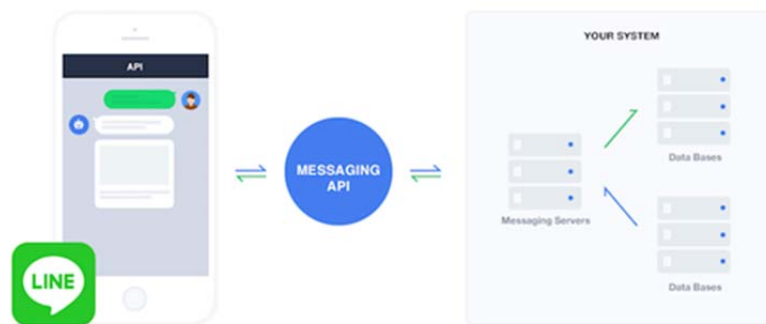 API
LINE
MESSAGING
API
YOUR SYSTEM
Messaging Servers
Data Bases
Data Bases